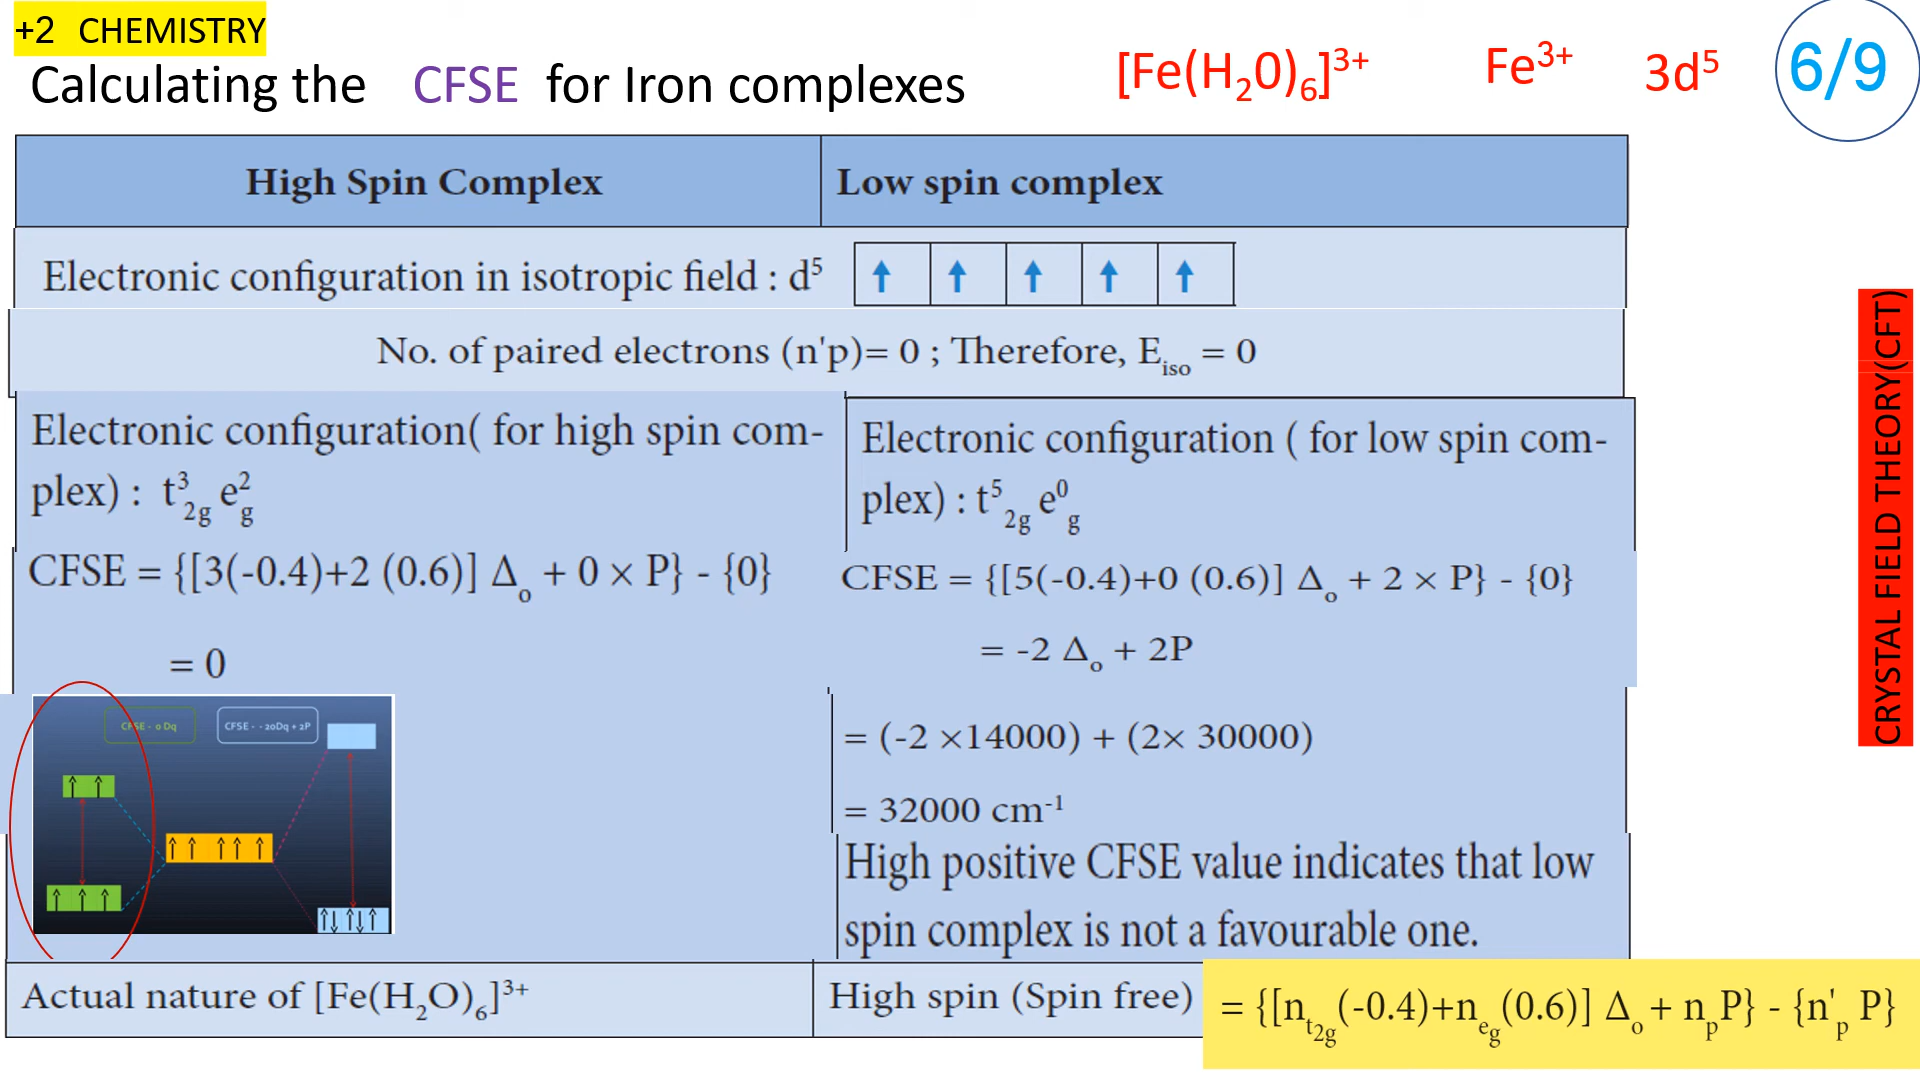 +2 CHEMISTRY
Calculating the CFSE for Iron complexes
[Fe(H₂0)₆]³⁺ Fe³⁺ 3d⁵
6/9
High Spin Complex
Low spin complex
Electronic configuration in isotropic field : d⁵ ↑ ↑ ↑ ↑ ↑
No. of paired electrons (n'p)= 0 ; Therefore, E_iso = 0
Electronic configuration( for high spin com-
plex) : t³₂g e²g
CFSE = {[3(-0.4)+2 (0.6)] Δₒ + 0 × P} - {0}
= 0
Electronic configuration ( for low spin com-
plex) : t⁵₂g e⁰g
CFSE = {[5(-0.4)+0 (0.6)] Δₒ + 2 × P} - {0}
= -2 Δₒ + 2P
= (-2 ×14000) + (2× 30000)
= 32000 cm⁻¹
High positive CFSE value indicates that low
spin complex is not a favourable one.
CFSE - 0 Dq
CFSE - -20Dq + 2P
↑ ↑
↑ ↑ ↑ ↑ ↑
↑ ↑ ↑
↑↓ ↑↓ ↑
Actual nature of [Fe(H₂O)₆]³⁺
High spin (Spin free)
= {[n_t₂g(-0.4)+n_eg(0.6)] Δₒ + nₚP} - {n'ₚ P}
CRYSTAL FIELD THEORY(CFT)